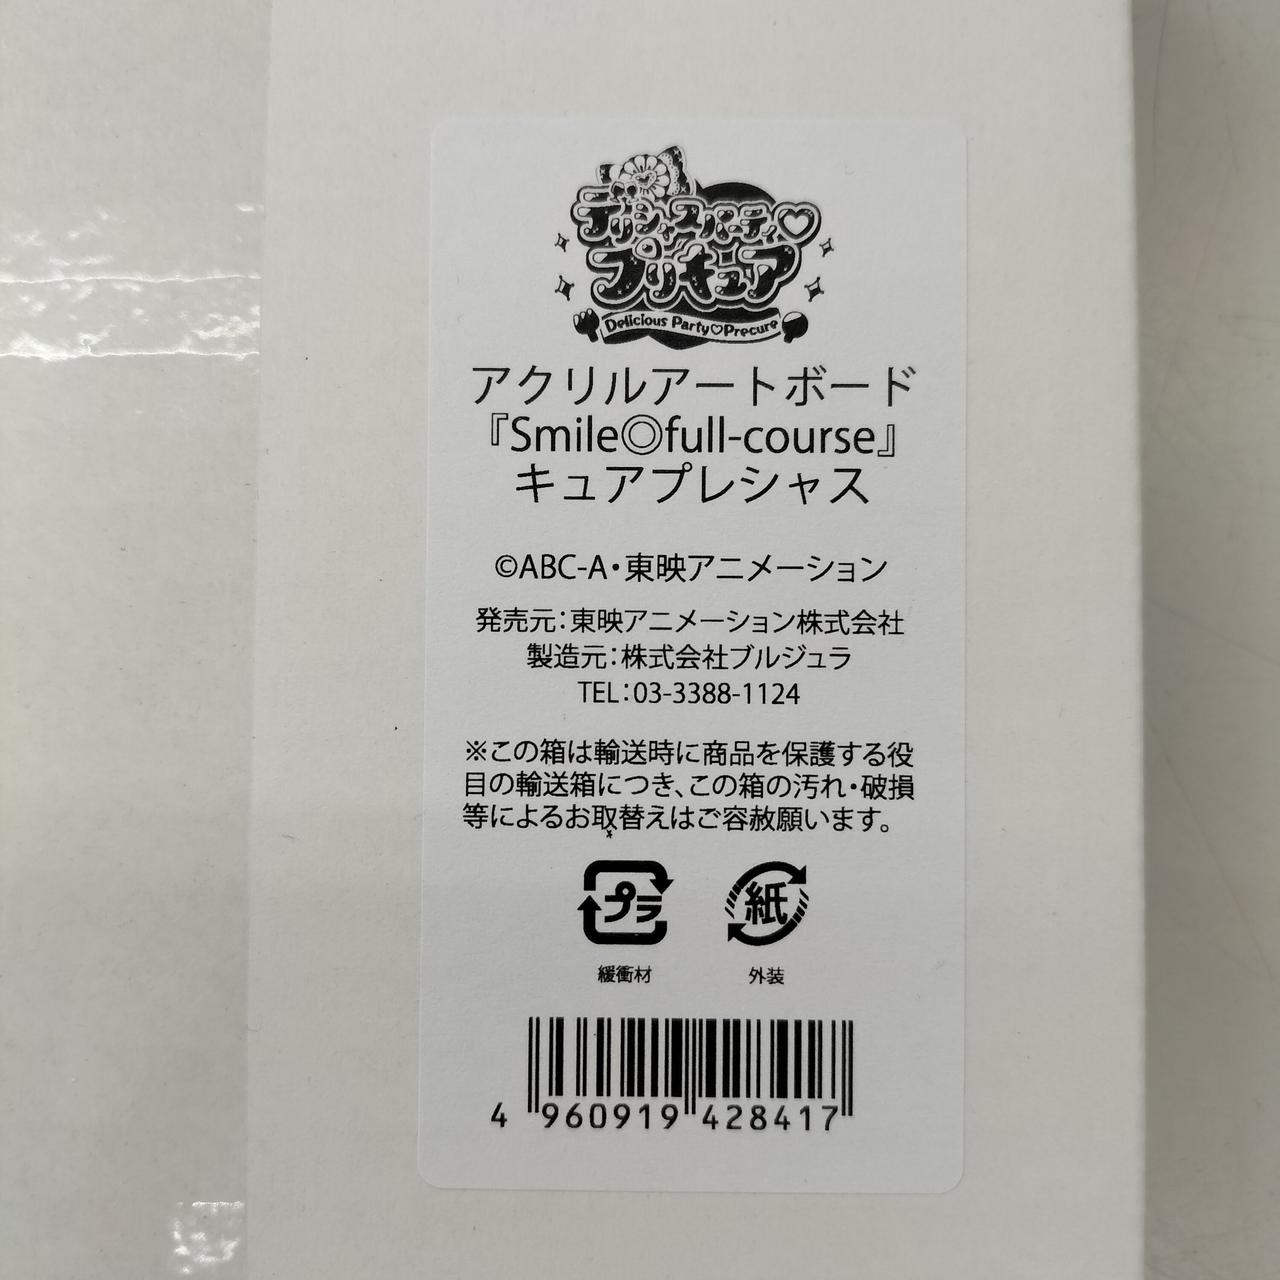 デリシャスパーティ♡
プリキュア
Delicious Party♡Precure
アクリルアートボード
『Smile◎full-course』
キュアプレシャス
©ABC-A・東映アニメーション
発売元：東映アニメーション株式会社
製造元：株式会社ブルジュラ
TEL：03-3388-1124
※この箱は輸送時に商品を保護する役
目の輸送箱につき、この箱の汚れ・破損
等によるお取替えはご容赦願います。
プラ 紙
緩衝材 外装
4 960919 428417